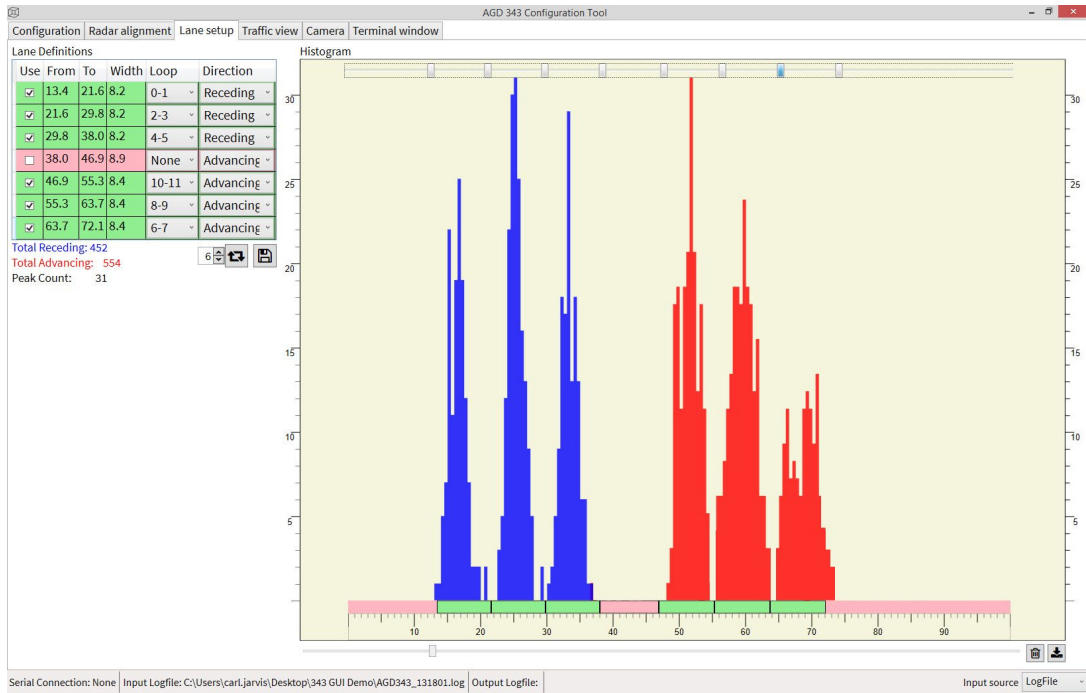 AGD 343 Configuration Tool
Configuration Radar alignment Lane setup Traffic view Camera Terminal window
Lane Definitions
Use From To Width Loop Direction
13.4 21.6 8.2 0-1 Receding
21.6 29.8 8.2 2-3 Receding
29.8 38.0 8.2 4-5 Receding
38.0 46.9 8.9 None Advancing
46.9 55.3 8.4 10-11 Advancing
55.3 63.7 8.4 8-9 Advancing
63.7 72.1 8.4 6-7 Advancing
Total Receding: 452
Total Advancing: 554
6
Peak Count: 31
Histogram
30 30
25 25
20 20
15 15
10 10
5 5
10 20 30 40 50 60 70 80 90
Serial Connection: None Input Logfile: C:\Users\carl.jarvis\Desktop\343 GUI Demo\AGD343_131801.log Output Logfile: Input source LogFile